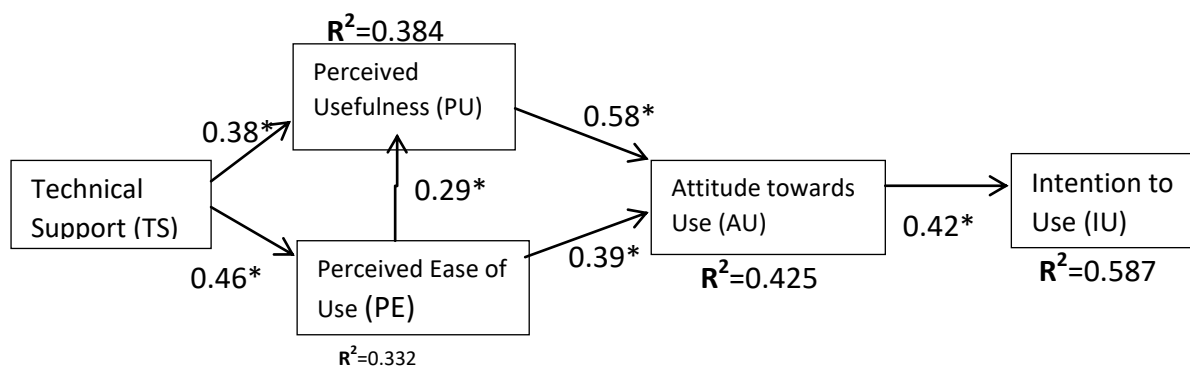 R²=0.384
Perceived
Usefulness (PU)
0.38*
0.58*
Technical
Support (TS)
0.29*
Attitude towards
Use (AU)
Intention to
Use (IU)
0.42*
0.46*
Perceived Ease of
Use (PE)
0.39*
R²=0.425
R²=0.587
R²=0.332